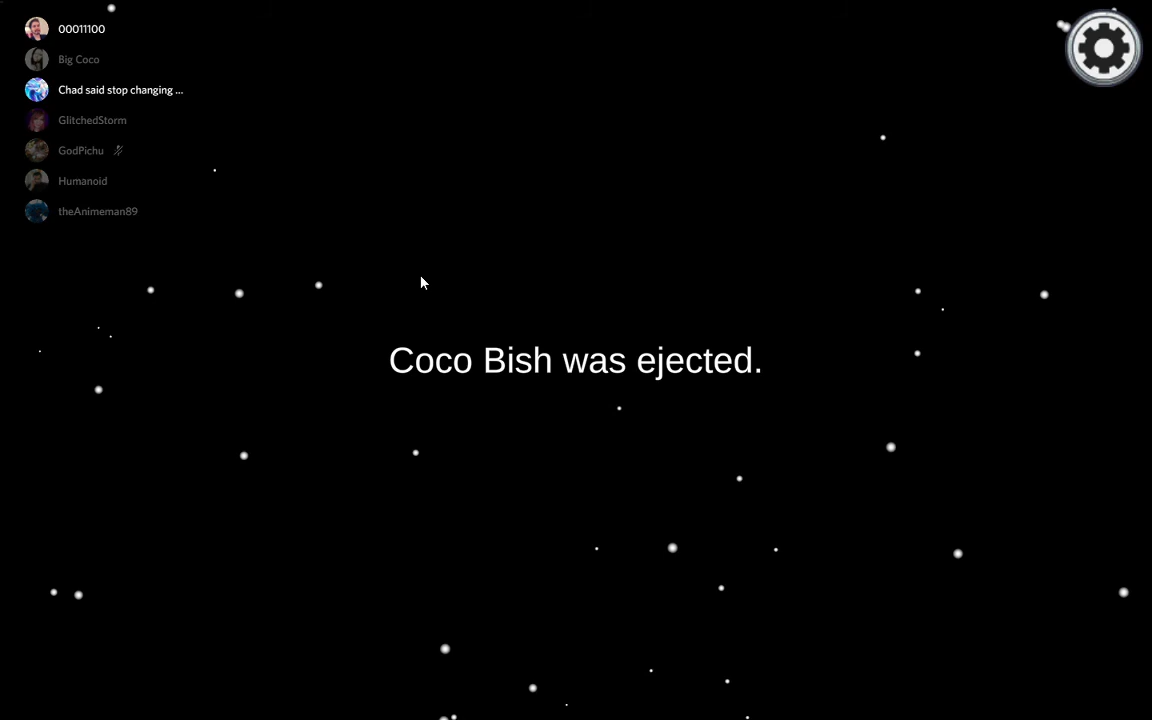 00011100
Big Coco
Chad said stop changing ...
GlitchedStorm
GodPichu
Humanoid
theAnimeman89
Coco Bish was ejected.